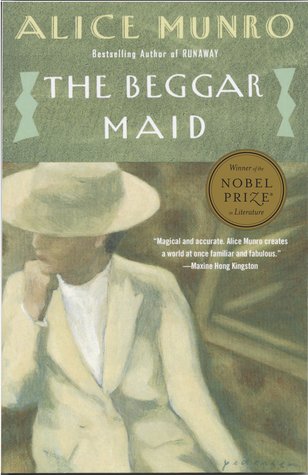 ALICE MUNRO
Bestselling Author of RUNAWAY
THE BEGGAR
MAID
Winner of the
NOBEL
PRIZE®
in Literature
"Magical and accurate. Alice Munro creates
a world at once familiar and fabulous."
—Maxine Hong Kingston